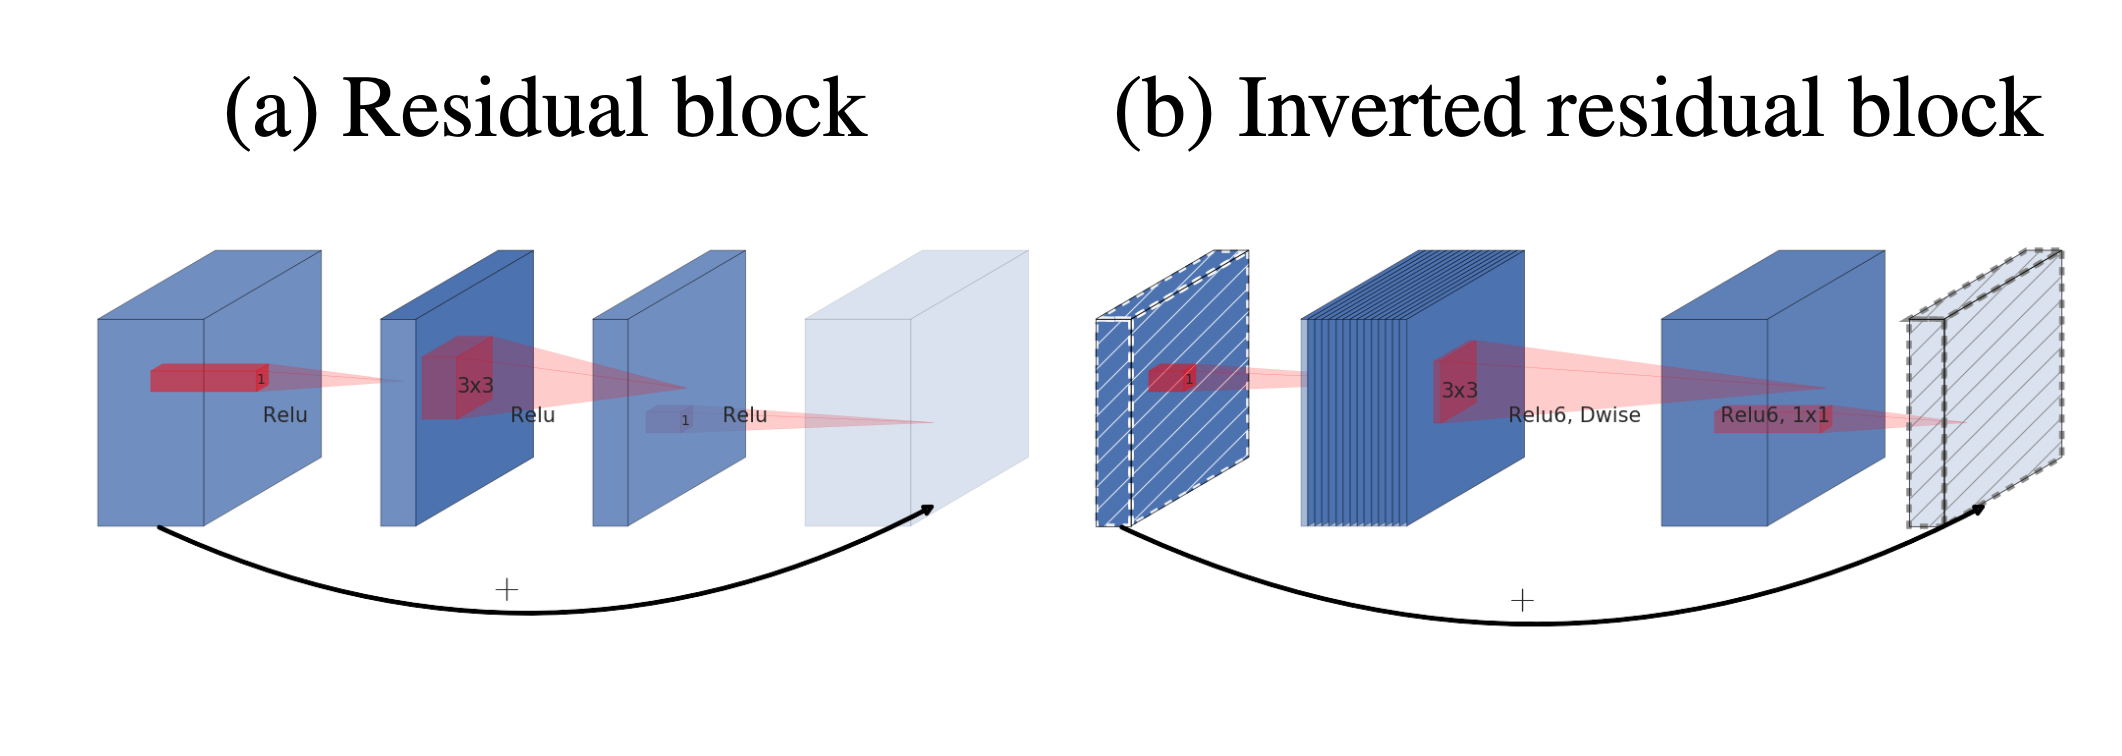 (a) Residual block
(b) Inverted residual block
1
Relu
3x3
Relu
1
Relu
+
1
3x3
Relu6, Dwise
Relu6, 1x1
+